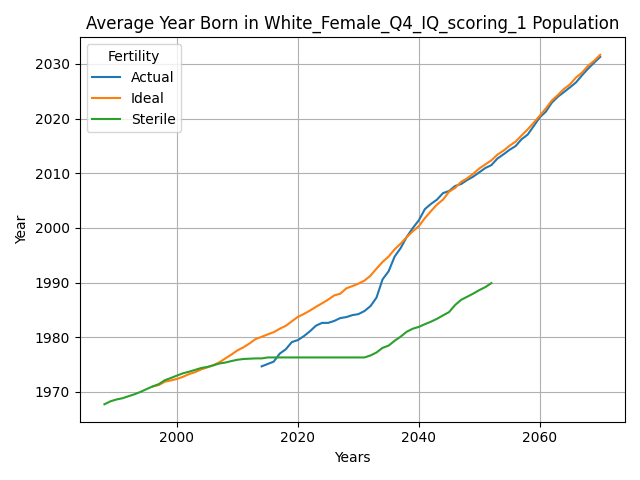 Average Year Born in White_Female_Q4_IQ_scoring_1 Population
Fertility
Actual
Ideal
Sterile
2030
2020
2010
2000
1990
1980
1970
Year
2000
2020
2040
2060
Years